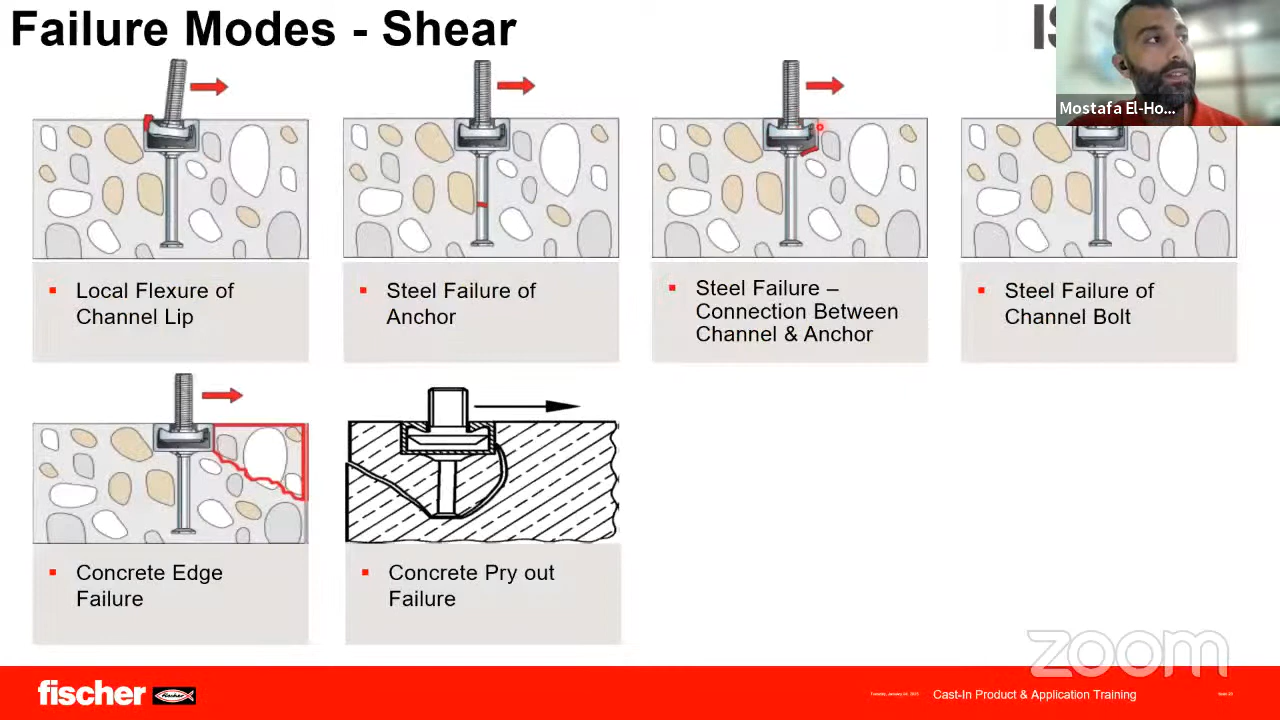 Failure Modes - Shear
IS
Mostafa El-Ho...
Local Flexure of
Channel Lip
Steel Failure of
Anchor
Steel Failure –
Connection Between
Channel & Anchor
Steel Failure of
Channel Bolt
Concrete Edge
Failure
Concrete Pry out
Failure
zoom
fischer
Cast-In Product & Application Training